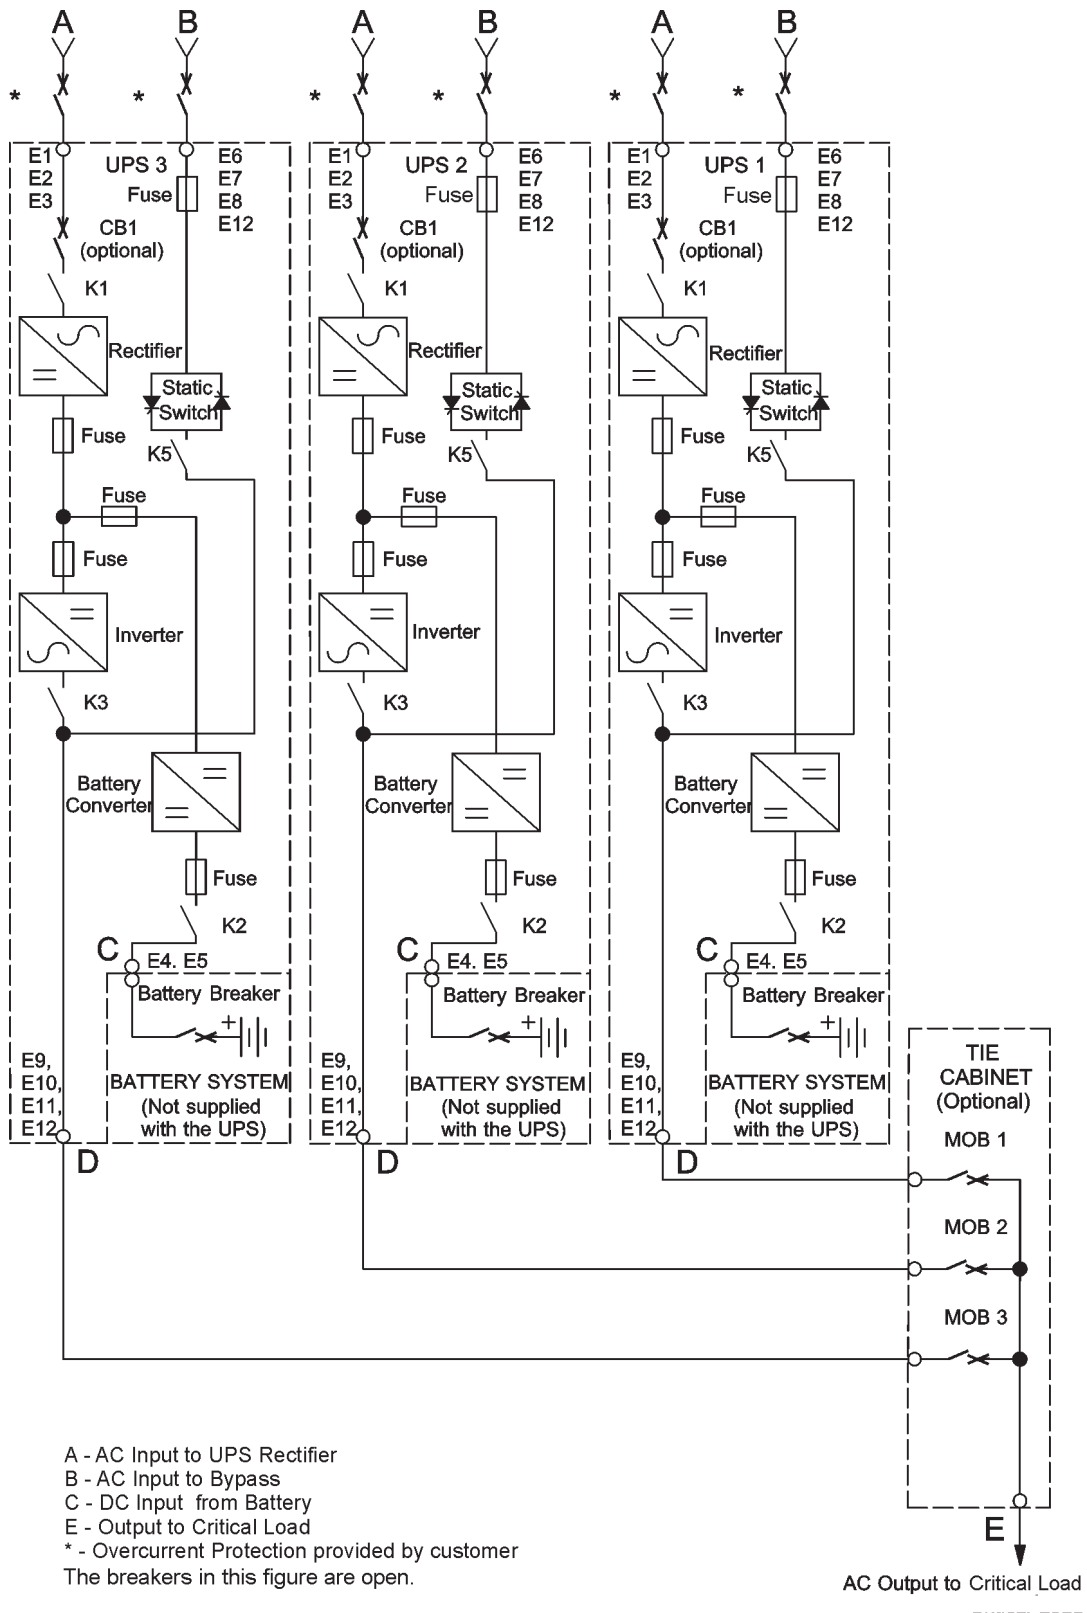 A B A B A B
* * * * * *
E1
E2
E3
UPS 3
Fuse
E6
E7
E8
E12
CB1
(optional)
K1
Rectifier
Static
Switch
Fuse
K5
Fuse
Fuse
Inverter
K3
Battery
Converter
Fuse
K2
C
E4. E5
Battery Breaker
+
E9,
E10,
E11,
E12
BATTERY SYSTEM
(Not supplied
with the UPS)
D
E1
E2
E3
UPS 2
Fuse
E6
E7
E8
E12
CB1
(optional)
K1
Rectifier
Static
Switch
Fuse
K5
Fuse
Fuse
Inverter
K3
Battery
Converter
Fuse
K2
C
E4. E5
Battery Breaker
+
E9,
E10,
E11,
E12
BATTERY SYSTEM
(Not supplied
with the UPS)
D
E1
E2
E3
UPS 1
Fuse
E6
E7
E8
E12
CB1
(optional)
K1
Rectifier
Static
Switch
Fuse
K5
Fuse
Fuse
Inverter
K3
Battery
Converter
Fuse
K2
C
E4. E5
Battery Breaker
+
E9,
E10,
E11,
E12
BATTERY SYSTEM
(Not supplied
with the UPS)
D
TIE
CABINET
(Optional)
MOB 1
MOB 2
MOB 3
E
AC Output to Critical Load
A - AC Input to UPS Rectifier
B - AC Input to Bypass
C - DC Input from Battery
E - Output to Critical Load
* - Overcurrent Protection provided by customer
The breakers in this figure are open.